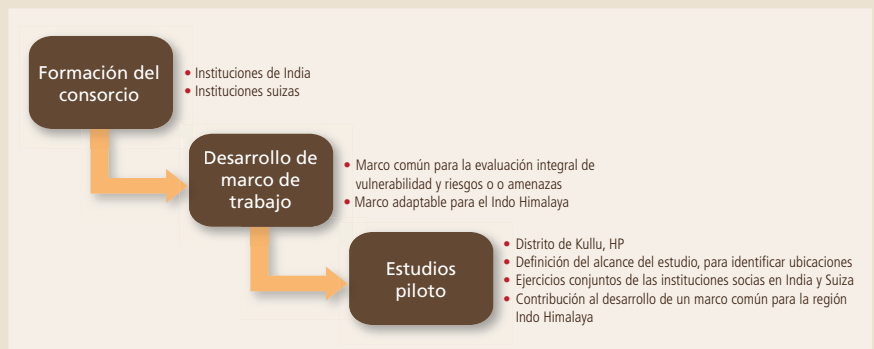 Formación del
consorcio
• Instituciones de India
• Instituciones suizas
Desarrollo de
marco de
trabajo
• Marco común para la evaluación integral de
vulnerabilidad y riesgos o o amenazas
• Marco adaptable para el Indo Himalaya
Estudios
piloto
• Distrito de Kullu, HP
• Definición del alcance del estudio, para identificar ubicaciones
• Ejercicios conjuntos de las instituciones socias en India y Suiza
• Contribución al desarrollo de un marco común para la región
Indo Himalaya